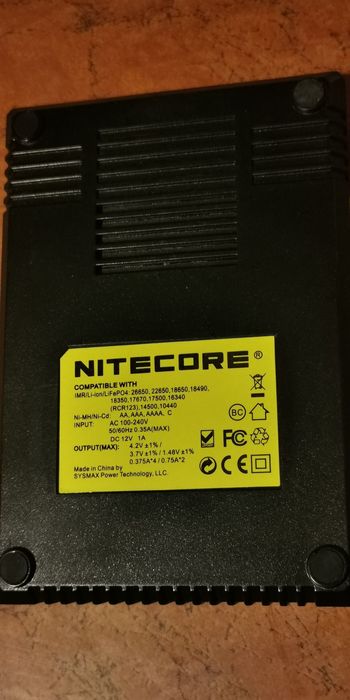 NITECORE ®
COMPATIBLE WITH
IMR/Li-ion/LiFePO4: 26650, 22650,18650,18490,
18350,17670,17500,16340
(RCR123),14500,10440
Ni-MH/Ni-Cd: AA, AAA, AAAA, C
INPUT: AC 100-240V
50/60Hz 0.35A(MAX)
DC 12V 1A
OUTPUT(MAX): 4.2V ±1% /
3.7V ±1% / 1.48V ±1%
0.375A*4 / 0.75A*2
Made in China by
SYSMAX Power Technology, LLC.
BC
FC
CE